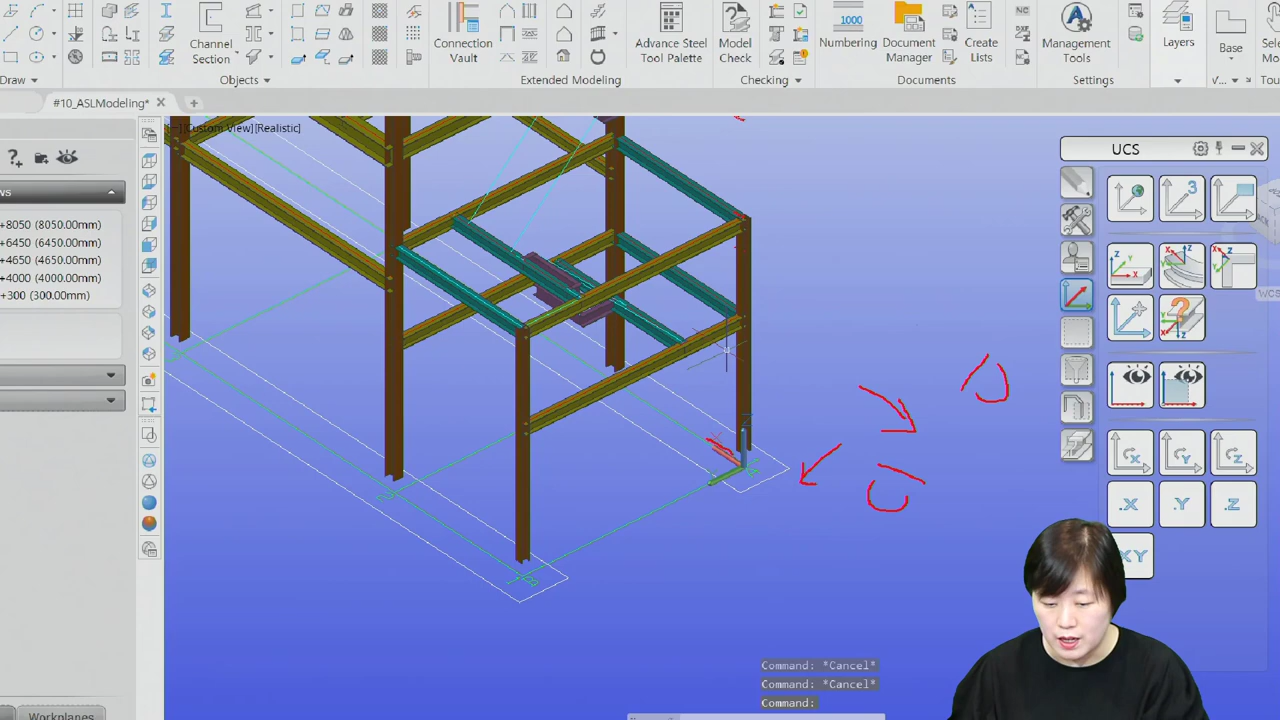 Draw
Channel
Section
Objects
Connection
Vault
Extended Modeling
Advance Steel
Tool Palette
Model
Check
Checking
1000
Numbering
Document
Manager
Create
Lists
Documents
Management
Tools
Settings
Layers
Base
#10_ASLModeling*
[Custom View][Realistic]
UCS
+8050 (8050.00mm)
+6450 (6450.00mm)
+4650 (4650.00mm)
+4000 (4000.00mm)
+300 (300.00mm)
3
Z
X
.X
.Y
.Z
WCS
Command: *Cancel*
Command: *Cancel*
Command:
Workplanes